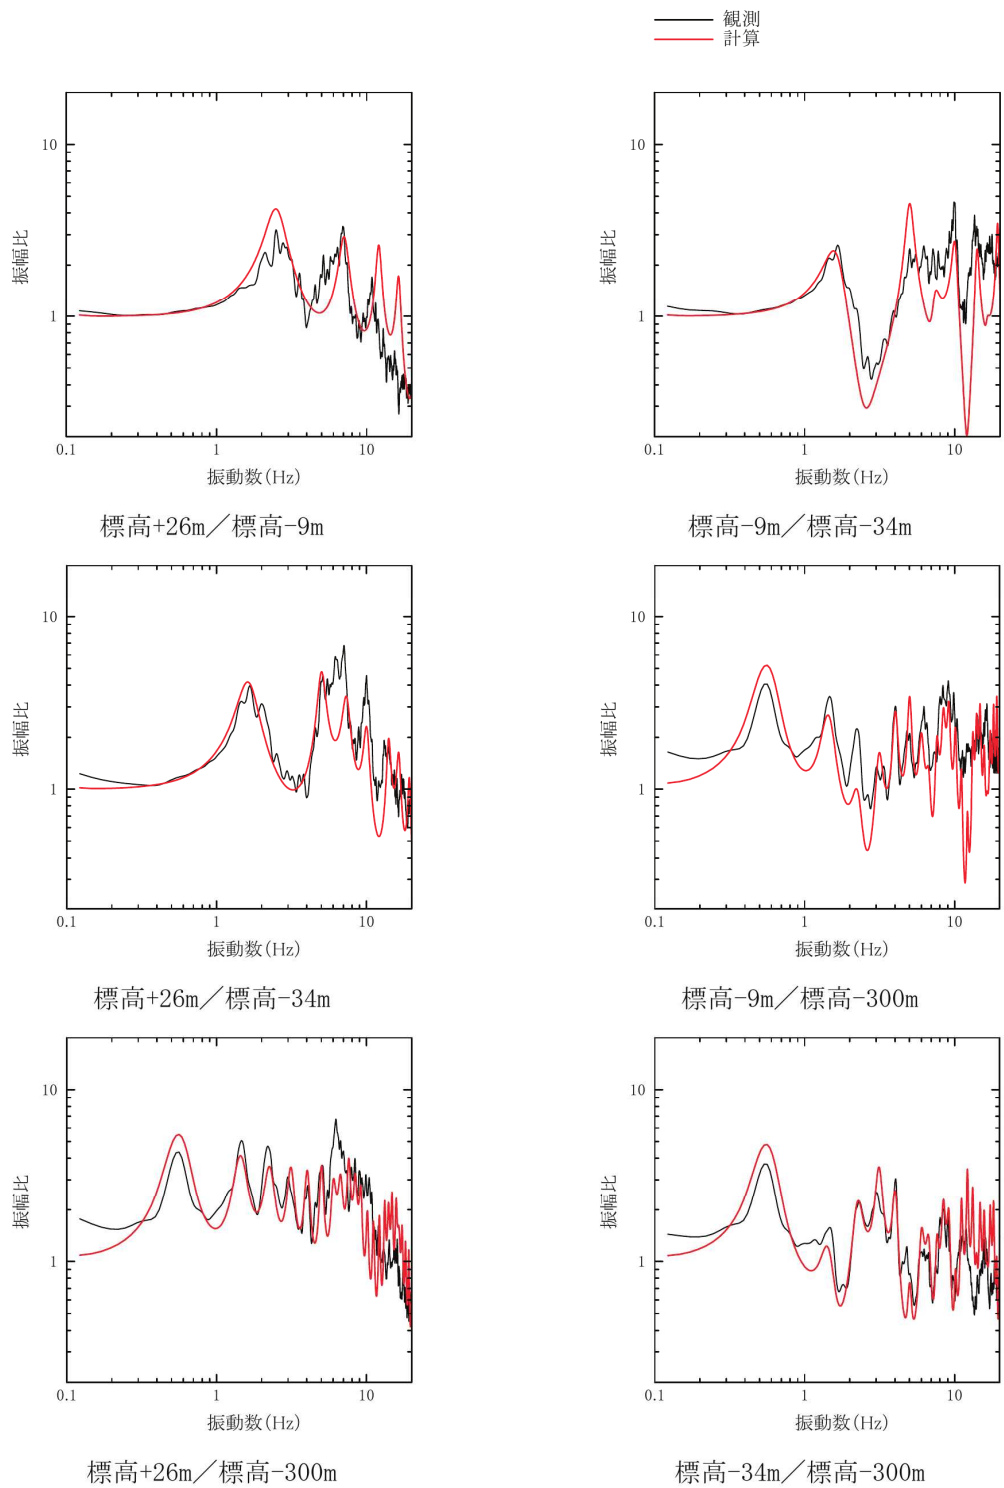 観測
計算
10
1
振幅比
0.1
1
10
振動数(Hz)
標高+26m／標高-9m
10
1
振幅比
0.1
1
10
振動数(Hz)
標高-9m／標高-34m
10
1
振幅比
0.1
1
10
振動数(Hz)
標高+26m／標高-34m
10
1
振幅比
0.1
1
10
振動数(Hz)
標高-9m／標高-300m
10
1
振幅比
0.1
1
10
振動数(Hz)
標高+26m／標高-300m
10
1
振幅比
0.1
1
10
振動数(Hz)
標高-34m／標高-300m